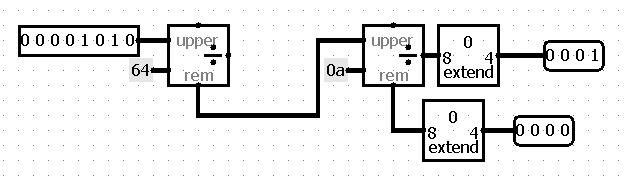 0 0 0 0 1 0 1 0
upper
64
rem
upper
0a
rem
0
8 4
extend
0 0 0 1
0
8 4
extend
0 0 0 0